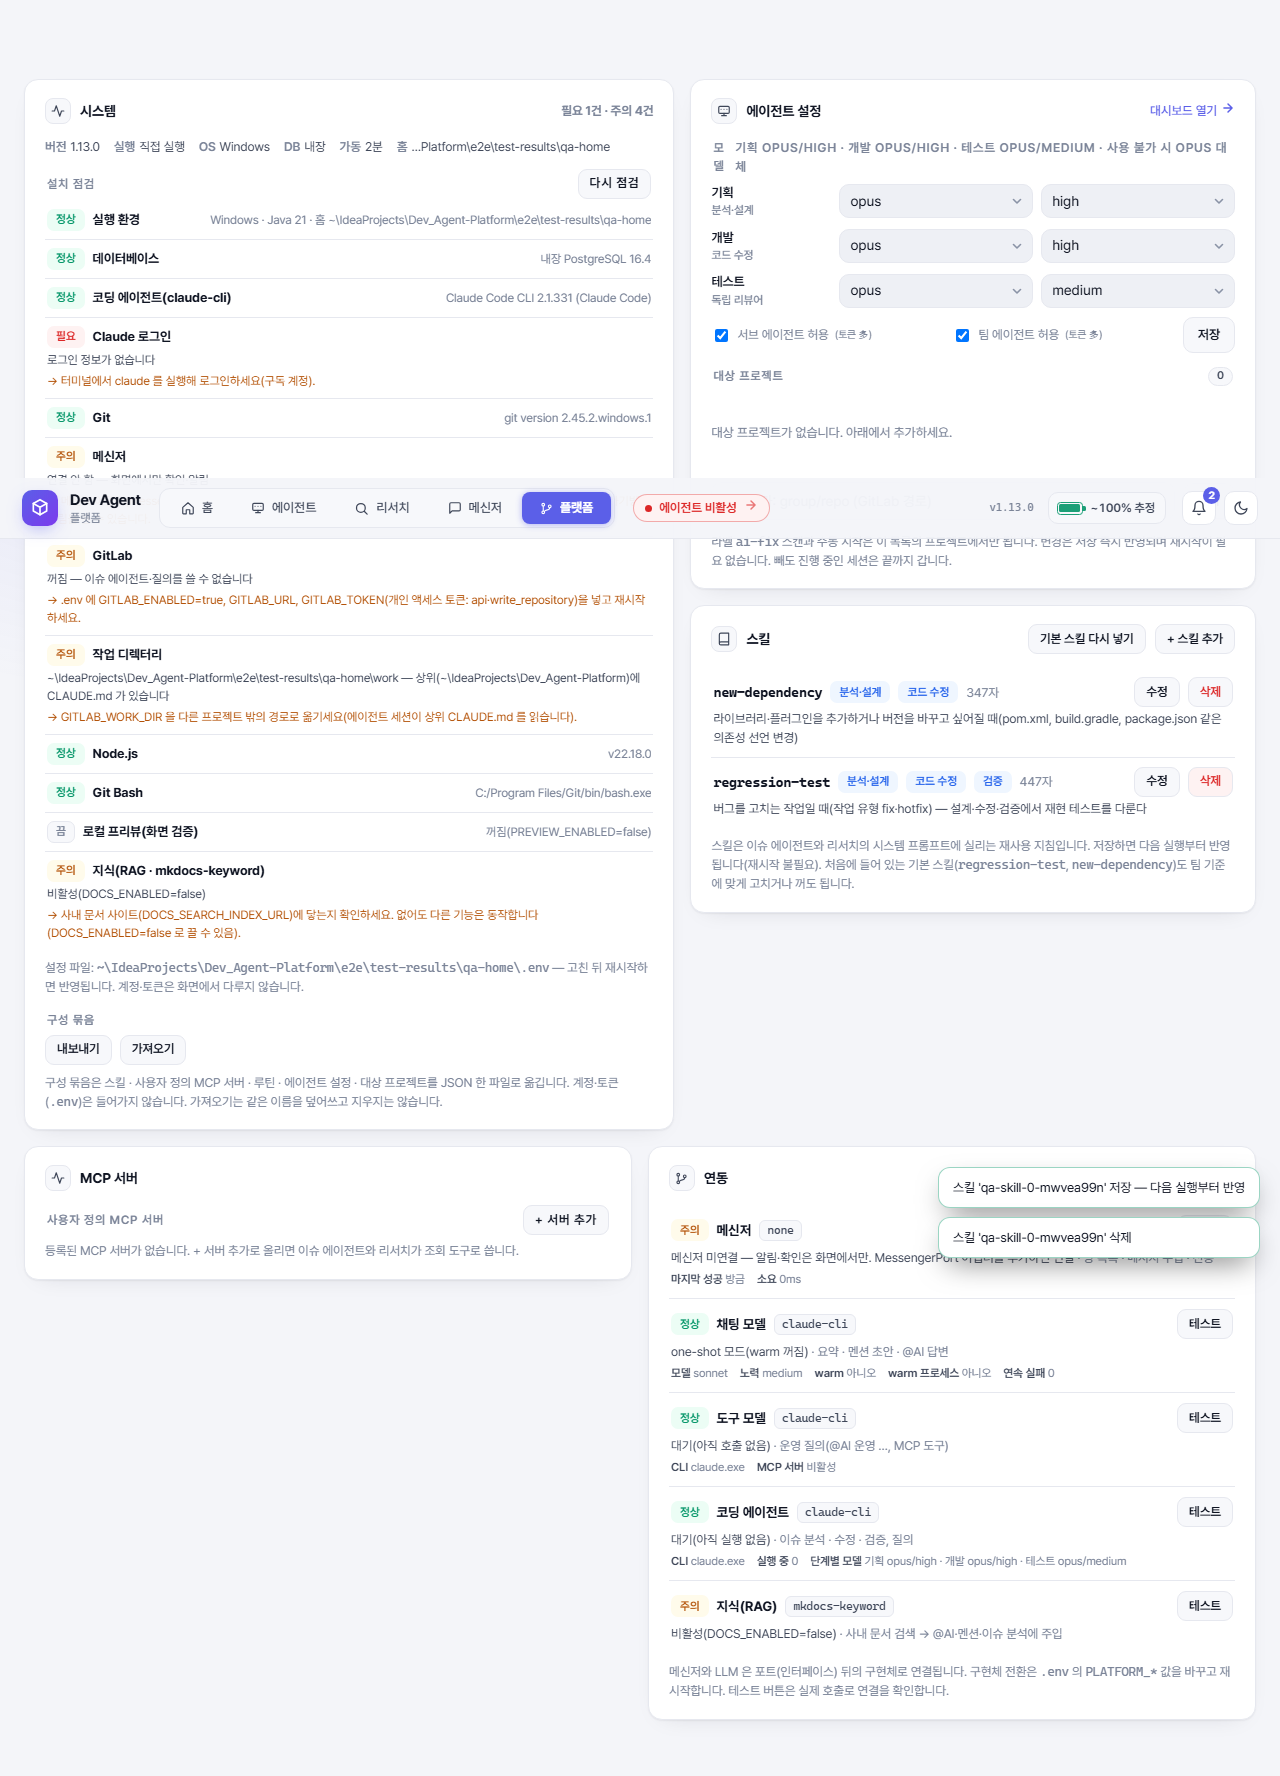 시스템
필요 1건 · 주의 4건
버전 1.13.0 실행 직접 실행 OS Windows DB 내장 가동 2분 홈 ...Platform\e2e\test-results\qa-home
설치 점검
다시 점검
정상 실행 환경 Windows · Java 21 · 홈 ~\IdeaProjects\Dev_Agent-Platform\e2e\test-results\qa-home
정상 데이터베이스 내장 PostgreSQL 16.4
정상 코딩 에이전트(claude-cli) Claude Code CLI 2.1.331 (Claude Code)
필요 Claude 로그인
로그인 정보가 없습니다
→ 터미널에서 claude 를 실행해 로그인하세요(구독 계정).
정상 Git git version 2.45.2.windows.1
주의 메신저
에이전트 설정
대시보드 열기 →
모델 기획 OPUS/HIGH · 개발 OPUS/HIGH · 테스트 OPUS/MEDIUM · 사용 불가 시 OPUS 대체
기획 opus high
분석·설계
개발 opus high
코드 수정
테스트 opus medium
독립 리뷰어
서브 에이전트 허용 (토큰 多) 팀 에이전트 허용 (토큰 多) 저장
대상 프로젝트 0
대상 프로젝트가 없습니다. 아래에서 추가하세요.
Dev Agent
플랫폼
홈 에이전트 리서치 메신저 플랫폼
에이전트 비활성 →
v1.13.0
~100% 추정
2
주의 GitLab
꺼짐 — 이슈 에이전트·질의를 쓸 수 없습니다
→ .env 에 GITLAB_ENABLED=true, GITLAB_URL, GITLAB_TOKEN(개인 액세스 토큰: api·write_repository)을 넣고 재시작
하세요.
주의 작업 디렉터리
~\IdeaProjects\Dev_Agent-Platform\e2e\test-results\qa-home\work — 상위(~\IdeaProjects\Dev_Agent-Platform)에
CLAUDE.md 가 있습니다
→ GITLAB_WORK_DIR 을 다른 프로젝트 밖의 경로로 옮기세요(에이전트 세션이 상위 CLAUDE.md 를 읽습니다).
정상 Node.js v22.18.0
정상 Git Bash C:/Program Files/Git/bin/bash.exe
끔 로컬 프리뷰(화면 검증) 꺼짐(PREVIEW_ENABLED=false)
주의 지식(RAG · mkdocs-keyword)
비활성(DOCS_ENABLED=false)
→ 사내 문서 사이트(DOCS_SEARCH_INDEX_URL)에 닿는지 확인하세요. 없어도 다른 기능은 동작합니다
(DOCS_ENABLED=false 로 끌 수 있음).
설정 파일: ~\IdeaProjects\Dev_Agent-Platform\e2e\test-results\qa-home\.env — 고친 뒤 재시작하
면 반영됩니다. 계정·토큰은 화면에서 다루지 않습니다.
구성 묶음
내보내기 가져오기
구성 묶음은 스킬 · 사용자 정의 MCP 서버 · 루틴 · 에이전트 설정 · 대상 프로젝트를 JSON 한 파일로 옮깁니다. 계정·토큰
(.env)은 들어가지 않습니다. 가져오기는 같은 이름을 덮어쓰고 지우지는 않습니다.
라벨 ai-fix 스캔과 수동 시작은 이 목록의 프로젝트에서만 됩니다. 변경은 저장 즉시 반영되며 재시작이 필
요 없습니다. 빼도 진행 중인 세션은 끝까지 갑니다.
스킬
기본 스킬 다시 넣기 + 스킬 추가
new-dependency 분석·설계 코드 수정 347자 수정 삭제
라이브러리·플러그인을 추가하거나 버전을 바꾸고 싶어질 때(pom.xml, build.gradle, package.json 같은
의존성 선언 변경)
regression-test 분석·설계 코드 수정 검증 447자 수정 삭제
버그를 고치는 작업일 때(작업 유형 fix·hotfix) — 설계·수정·검증에서 재현 테스트를 다룬다
스킬은 이슈 에이전트와 리서치의 시스템 프롬프트에 실리는 재사용 지침입니다. 저장하면 다음 실행부터 반영
됩니다(재시작 불필요). 처음에 들어 있는 기본 스킬(regression-test, new-dependency)도 팀 기준
에 맞게 고치거나 꺼도 됩니다.
MCP 서버
사용자 정의 MCP 서버 + 서버 추가
등록된 MCP 서버가 없습니다. + 서버 추가로 올리면 이슈 에이전트와 리서치가 조회 도구로 씁니다.
연동
스킬 'qa-skill-0-mwvea99n' 저장 — 다음 실행부터 반영
스킬 'qa-skill-0-mwvea99n' 삭제
주의 메신저 none
메신저 미연결 — 알림·확인은 화면에서만. MessengerPort
마지막 성공 방금 소요 0ms
정상 채팅 모델 claude-cli 테스트
one-shot 모드(warm 꺼짐) · 요약 · 멘션 초안 · @AI 답변
모델 sonnet 노력 medium warm 아니오 warm 프로세스 아니오 연속 실패 0
정상 도구 모델 claude-cli 테스트
대기(아직 호출 없음) · 운영 질의(@AI 운영 ..., MCP 도구)
CLI claude.exe MCP 서버 비활성
정상 코딩 에이전트 claude-cli 테스트
대기(아직 실행 없음) · 이슈 분석 · 수정 · 검증, 질의
CLI claude.exe 실행 중 0 단계별 모델 기획 opus/high · 개발 opus/high · 테스트 opus/medium
주의 지식(RAG) mkdocs-keyword 테스트
비활성(DOCS_ENABLED=false) · 사내 문서 검색 → @AI·멘션·이슈 분석에 주입
메신저와 LLM 은 포트(인터페이스) 뒤의 구현체로 연결됩니다. 구현체 전환은 .env 의 PLATFORM_* 값을 바꾸고 재
시작합니다. 테스트 버튼은 실제 호출로 연결을 확인합니다.